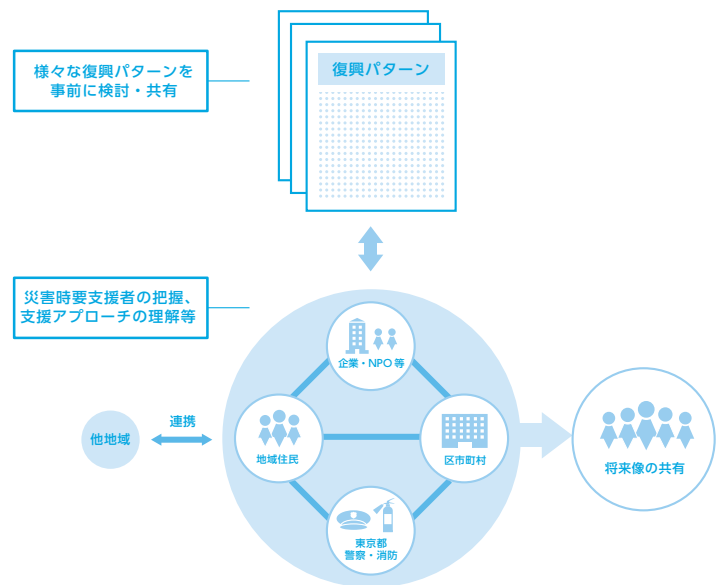 様々な復興パターンを
事前に検討・共有
復興パターン
災害時要支援者の把握、
支援アプローチの理解等
企業・NPO 等
他地域
連携
地域住民
区市町村
将来像の共有
東京都
警察・消防